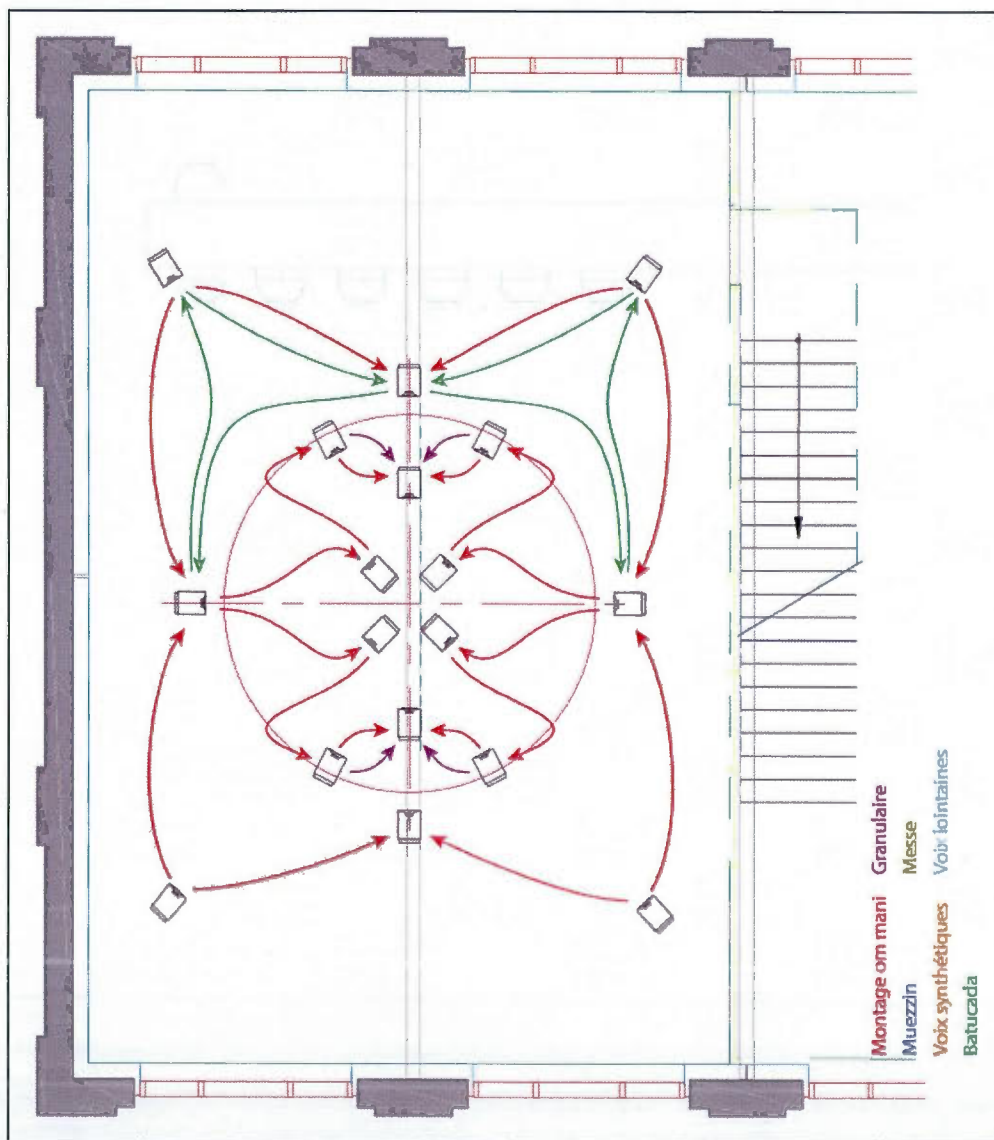 Montage om mani Granulaire
Muezzin Messe
Voix synthétiques Voix lointaines
Batucada